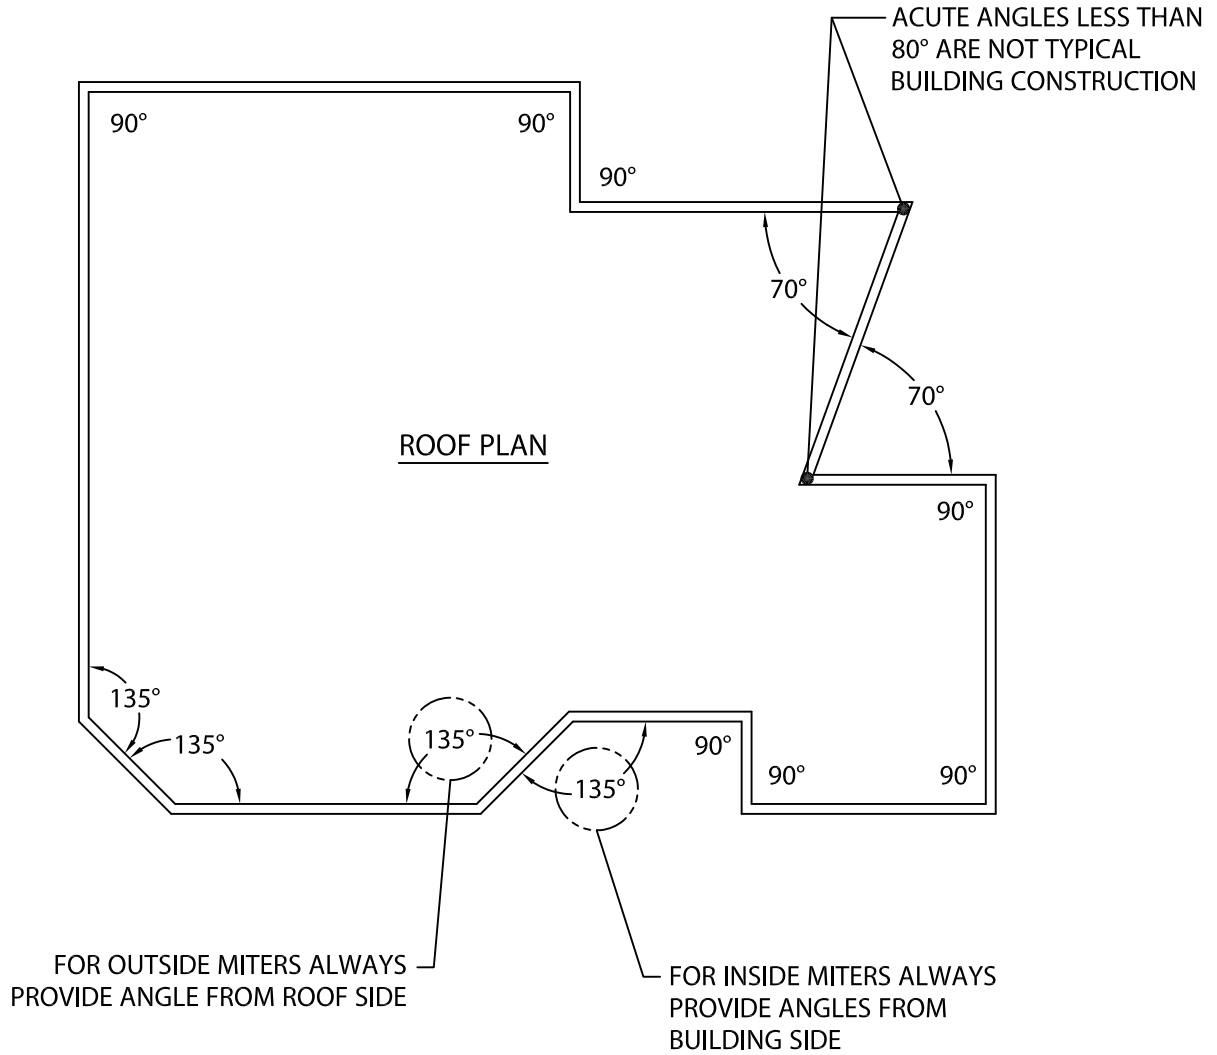 ACUTE ANGLES LESS THAN
80° ARE NOT TYPICAL
BUILDING CONSTRUCTION
90°
90°
90°
70°
70°
ROOF PLAN
90°
135°
135°
135°
90°
90°
90°
135°
FOR OUTSIDE MITERS ALWAYS
PROVIDE ANGLE FROM ROOF SIDE
FOR INSIDE MITERS ALWAYS
PROVIDE ANGLES FROM
BUILDING SIDE